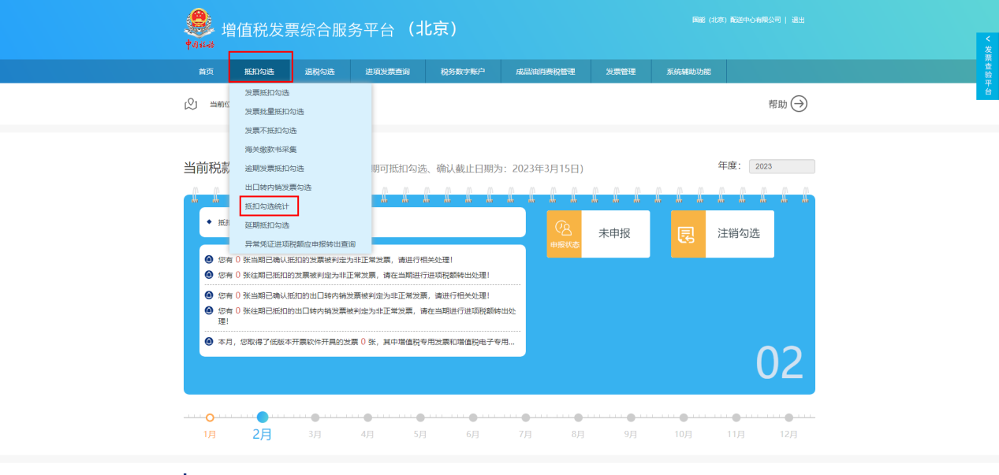 增值税发票综合服务平台 （北京）
国能（北京）配送中心有限公司 | 退出
中国税务
发票查验平台
首页 抵扣勾选 退税勾选 进项发票查询 税务数字账户 成品油消费税管理 发票管理 系统辅助功能
当前位
帮助
发票抵扣勾选
发票批量抵扣勾选
发票不抵扣勾选
海关缴款书采集
逾期发票抵扣勾选
出口转内销发票勾选
抵扣勾选统计
延期抵扣勾选
异常凭证进项税额应申报转出查询
当前税款
期可抵扣勾选、确认截止日期为：2023年3月15日)
年度： 2023
抵扣
申报状态
未申报
注销勾选
您有 0 张当期已确认抵扣的发票被判定为非正常发票，请进行相关处理！
您有 0 张往期已抵扣的发票被判定为非正常发票，请在当期进行进项税额转出处理！
您有 0 张当期已确认抵扣的出口转内销发票被判定为非正常发票，请进行相关处理！
您有 0 张往期已抵扣的出口转内销发票被判定为非正常发票，请在当期进行进项税额转出处
理！
本月，您取得了低版本开票软件开具的发票 0 张，其中增值税专用发票和增值税电子专用...
02
1月 2月 3月 4月 5月 6月 7月 8月 9月 10月 11月 12月